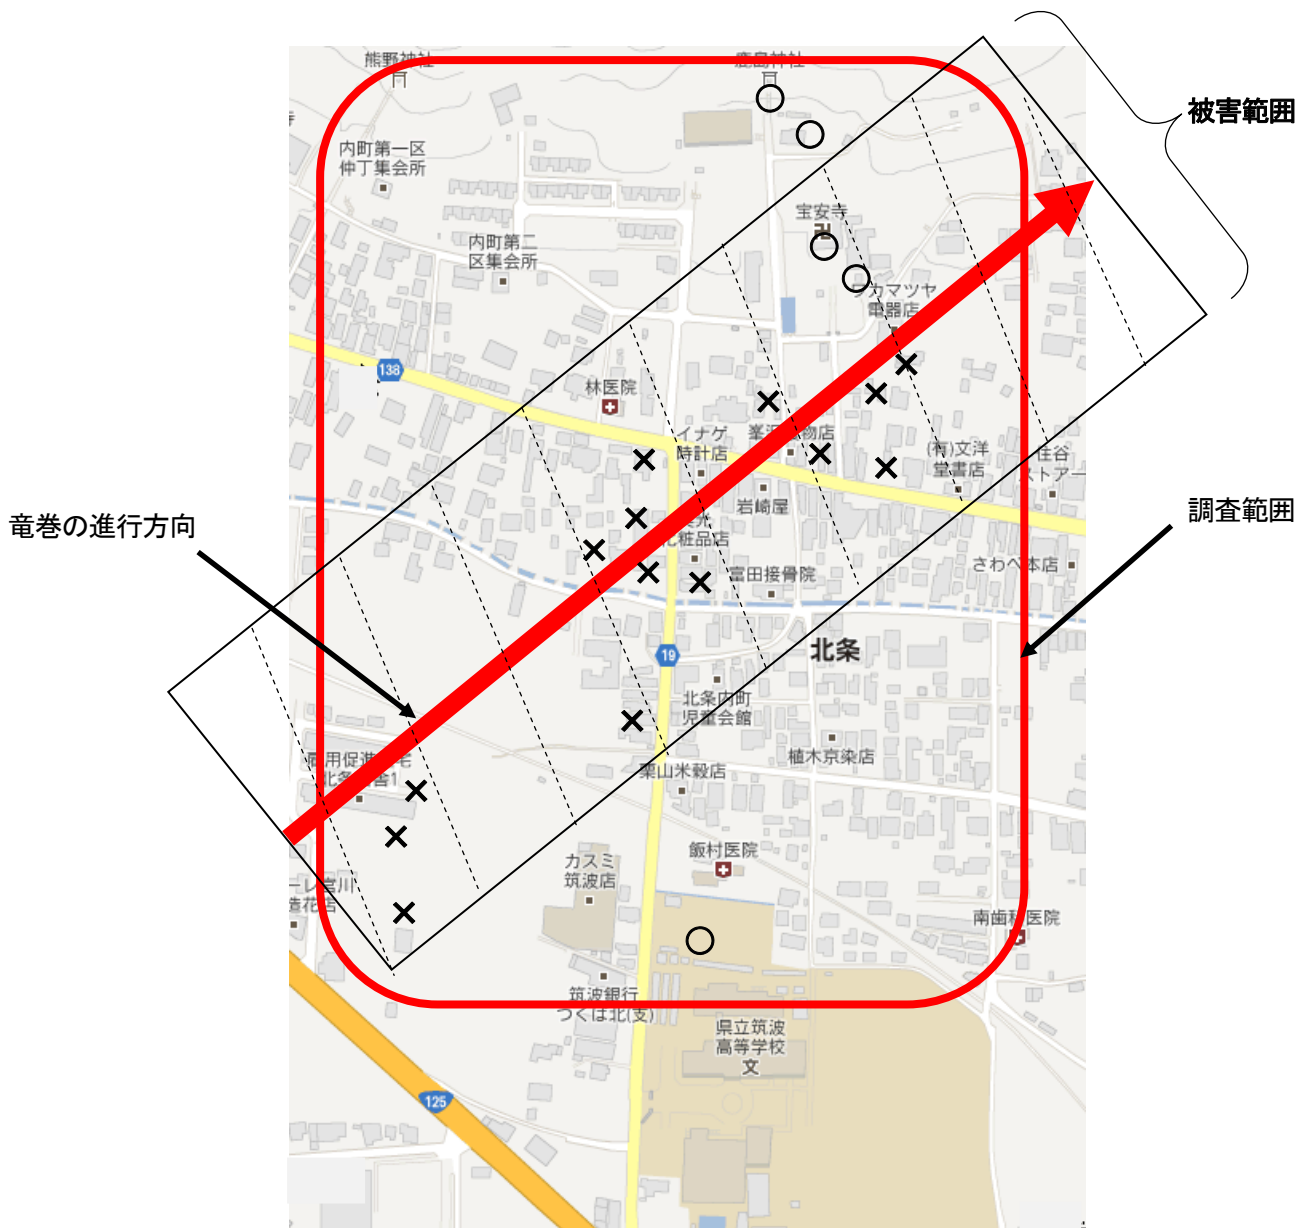 熊野神社
鹿島神社
被害範囲
内町第一区
仲丁集会所
宝安寺
内町第二
区集会所
ワカマツヤ
電器店
138
林医院
イナゲ
時計店
(有)文洋
堂書店
住谷
ストアー
岩崎屋
竜巻の進行方向
調査範囲
化粧品店
さわべ本店
富田接骨院
19
北条
北条内町
児童会館
植木京染店
栗山米穀店
飯村医院
カスミ
筑波店
ーレ宮川
造花店
南歯科医院
筑波銀行
つくば北(支)
県立筑波
高等学校
文
125